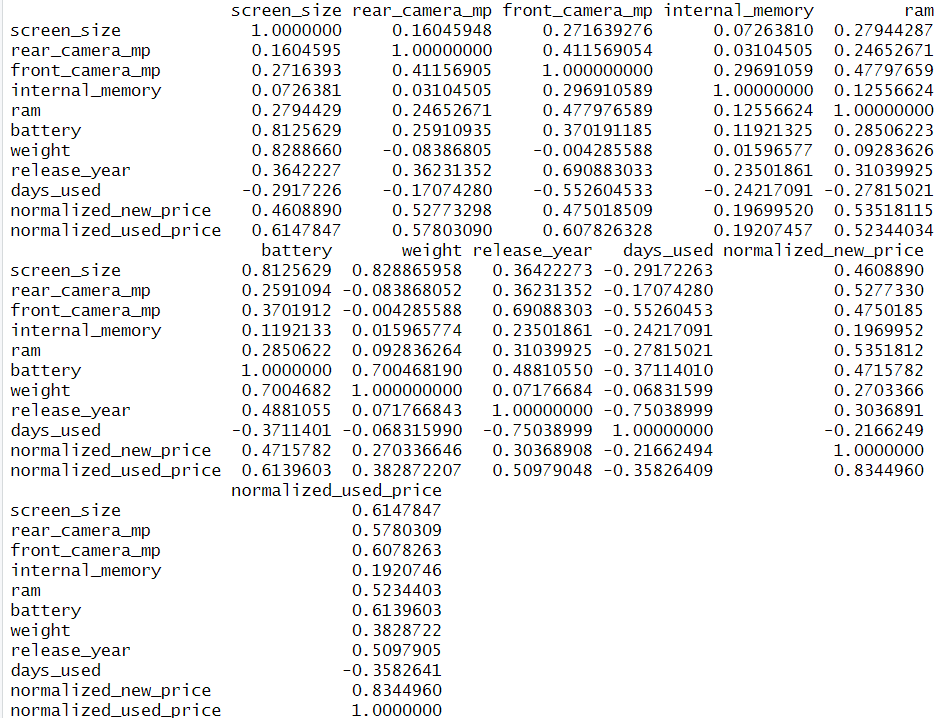 screen_size rear_camera_mp front_camera_mp internal_memory ram
screen_size 1.0000000 0.16045948 0.271639276 0.07263810 0.27944287
rear_camera_mp 0.1604595 1.00000000 0.411569054 0.03104505 0.24652671
front_camera_mp 0.2716393 0.41156905 1.000000000 0.29691059 0.47797659
internal_memory 0.0726381 0.03104505 0.296910589 1.00000000 0.12556624
ram 0.2794429 0.24652671 0.477976589 0.12556624 1.00000000
battery 0.8125629 0.25910935 0.370191185 0.11921325 0.28506223
weight 0.8288660 -0.08386805 -0.004285588 0.01596577 0.09283626
release_year 0.3642227 0.36231352 0.690883033 0.23501861 0.31039925
days_used -0.2917226 -0.17074280 -0.552604533 -0.24217091 -0.27815021
normalized_new_price 0.4608890 0.52773298 0.475018509 0.19699520 0.53518115
normalized_used_price 0.6147847 0.57803090 0.607826328 0.19207457 0.52344034
battery weight release_year days_used normalized_new_price
screen_size 0.8125629 0.828865958 0.36422273 -0.29172263 0.4608890
rear_camera_mp 0.2591094 -0.083868052 0.36231352 -0.17074280 0.5277330
front_camera_mp 0.3701912 -0.004285588 0.69088303 -0.55260453 0.4750185
internal_memory 0.1192133 0.015965774 0.23501861 -0.24217091 0.1969952
ram 0.2850622 0.092836264 0.31039925 -0.27815021 0.5351812
battery 1.0000000 0.700468190 0.48810550 -0.37114010 0.4715782
weight 0.7004682 1.000000000 0.07176684 -0.06831599 0.2703366
release_year 0.4881055 0.071766843 1.00000000 -0.75038999 0.3036891
days_used -0.3711401 -0.068315990 -0.75038999 1.00000000 -0.2166249
normalized_new_price 0.4715782 0.270336646 0.30368908 -0.21662494 1.0000000
normalized_used_price 0.6139603 0.382872207 0.50979048 -0.35826409 0.8344960
normalized_used_price
screen_size 0.6147847
rear_camera_mp 0.5780309
front_camera_mp 0.6078263
internal_memory 0.1920746
ram 0.5234403
battery 0.6139603
weight 0.3828722
release_year 0.5097905
days_used -0.3582641
normalized_new_price 0.8344960
normalized_used_price 1.0000000